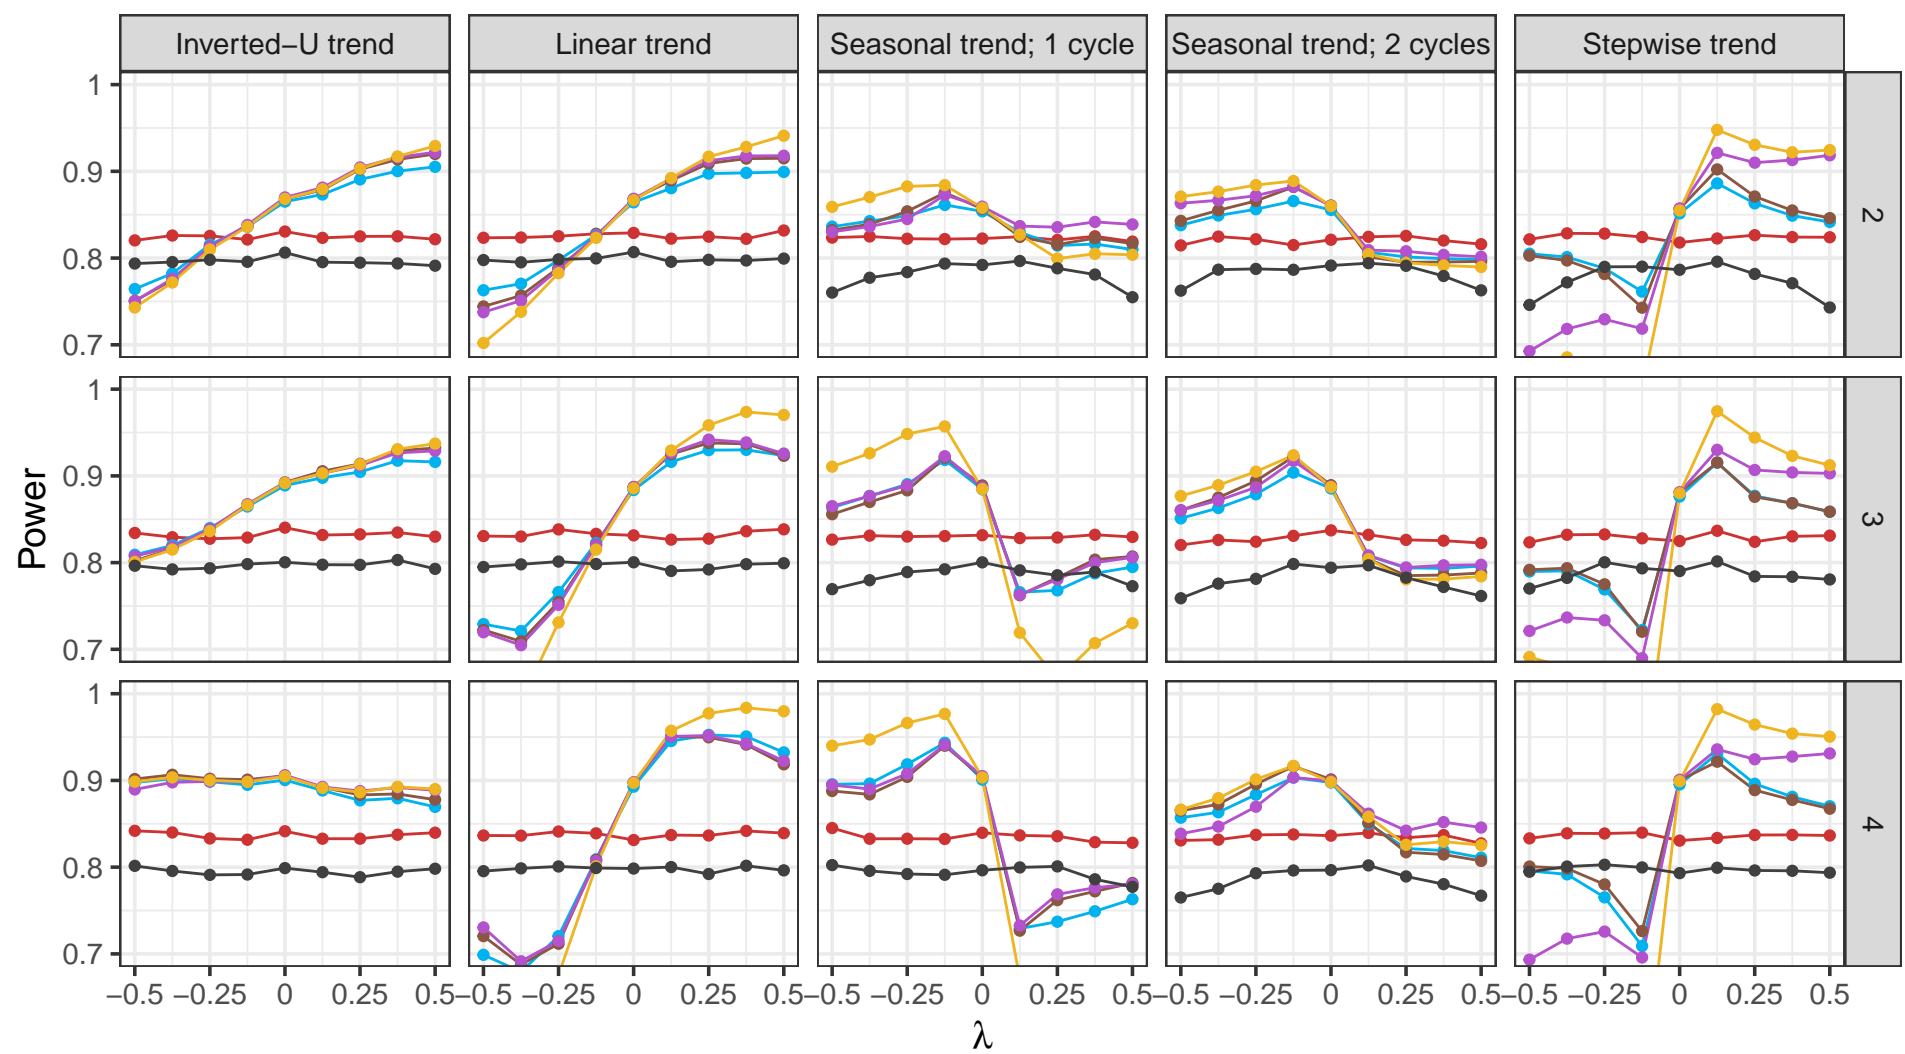 Inverted−U trend
Linear trend
Seasonal trend; 1 cycle
Seasonal trend; 2 cycles
Stepwise trend
1
0.9
0.8
0.7
2
1
0.9
0.8
0.7
3
1
0.9
0.8
0.7
4
Power
−0.5 −0.25 0 0.25 0.5
−0.5 −0.25 0 0.25 0.5
−0.5 −0.25 0 0.25 0.5
−0.5 −0.25 0 0.25 0.5
−0.5 −0.25 0 0.25 0.5
λ